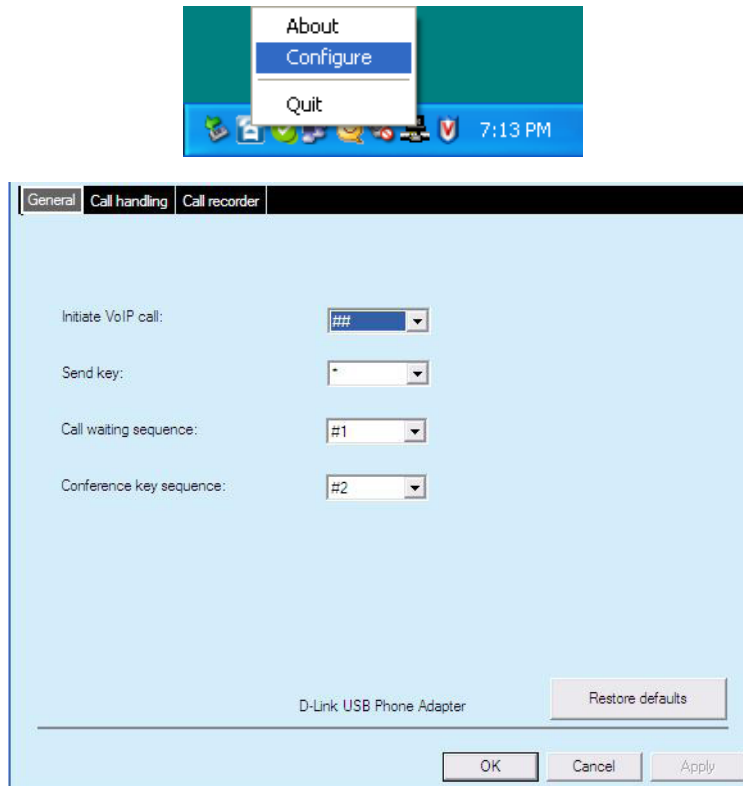 About
Configure
Quit
7:13 PM
General Call handling Call recorder
Initiate VoIP call: ##
Send key: *
Call waiting sequence: #1
Conference key sequence: #2
D-Link USB Phone Adapter Restore defaults
OK Cancel Apply